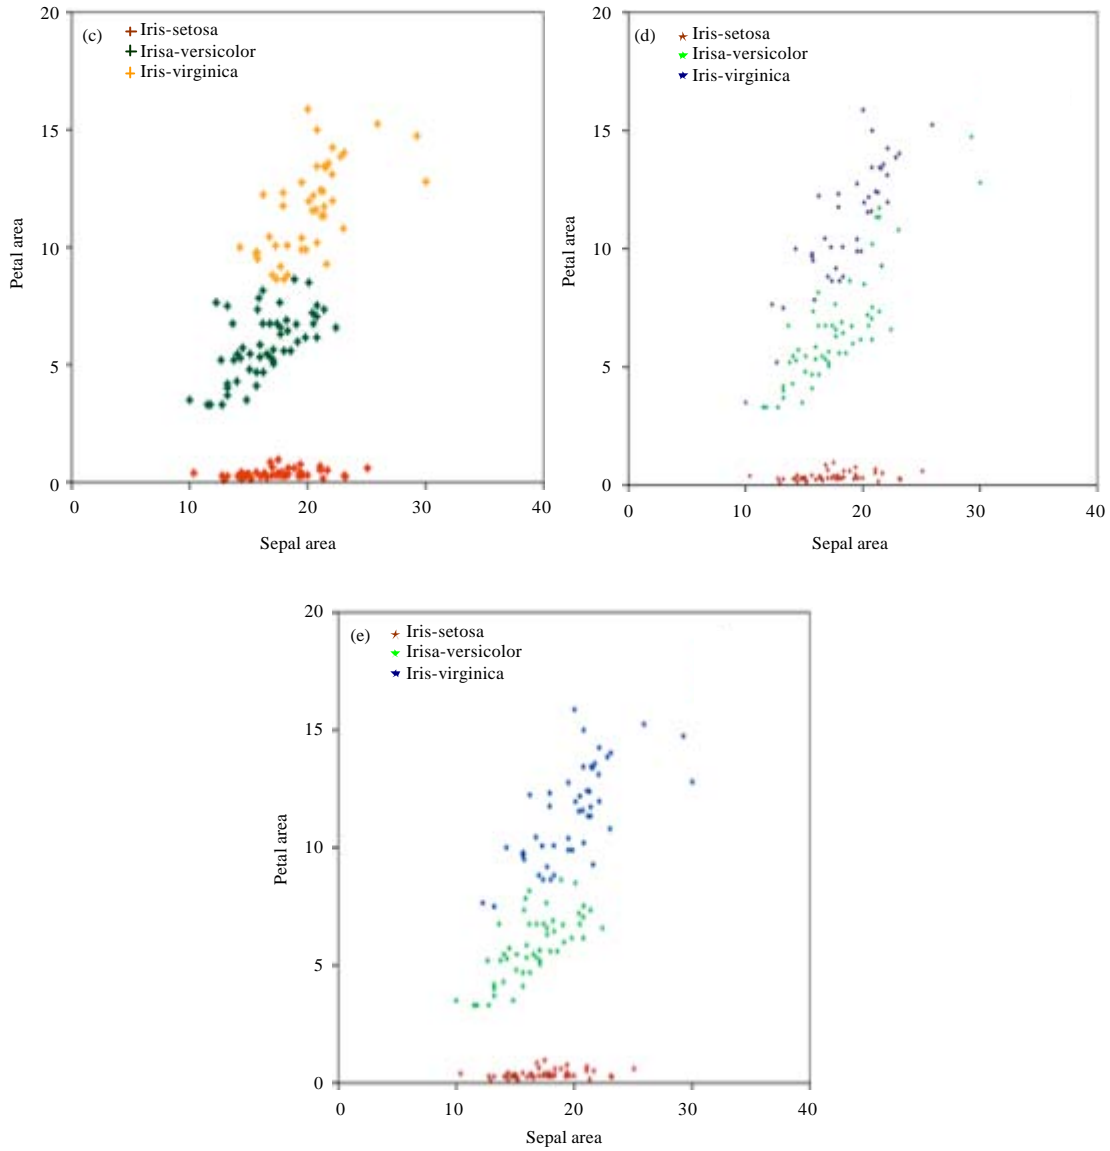 (c)
Iris-setosa
Irisa-versicolor
Iris-virginica
20
15
10
5
0
Petal area
0 10 20 30 40
Sepal area
(d)
Iris-setosa
Irisa-versicolor
Iris-virginica
20
15
10
5
0
Petal area
0 10 20 30 40
Sepal area
(e)
Iris-setosa
Irisa-versicolor
Iris-virginica
20
15
10
5
0
Petal area
0 10 20 30 40
Sepal area